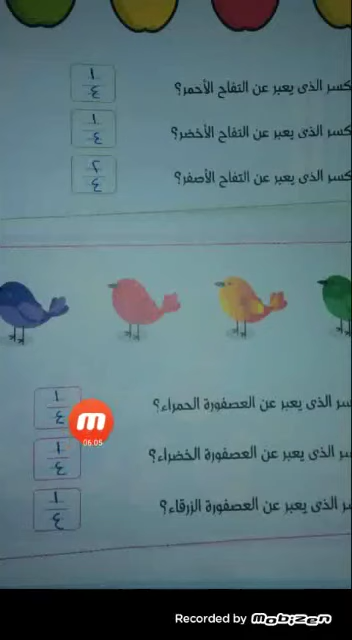 كسر الذى يعبر عن التفاح الأحمر؟ ١/٤
كسر الذى يعبر عن التفاح الأخضر؟ ١/٤
كسر الذى يعبر عن التفاح الأصفر؟ ٢/٤
سر الذى يعبر عن العصفورة الحمراء؟ ١/٤
سر الذى يعبر عن العصفورة الخضراء؟ ١/٤
ر الذى يعبر عن العصفورة الزرقاء؟ ١/٤
06:05
Recorded by Mobizen